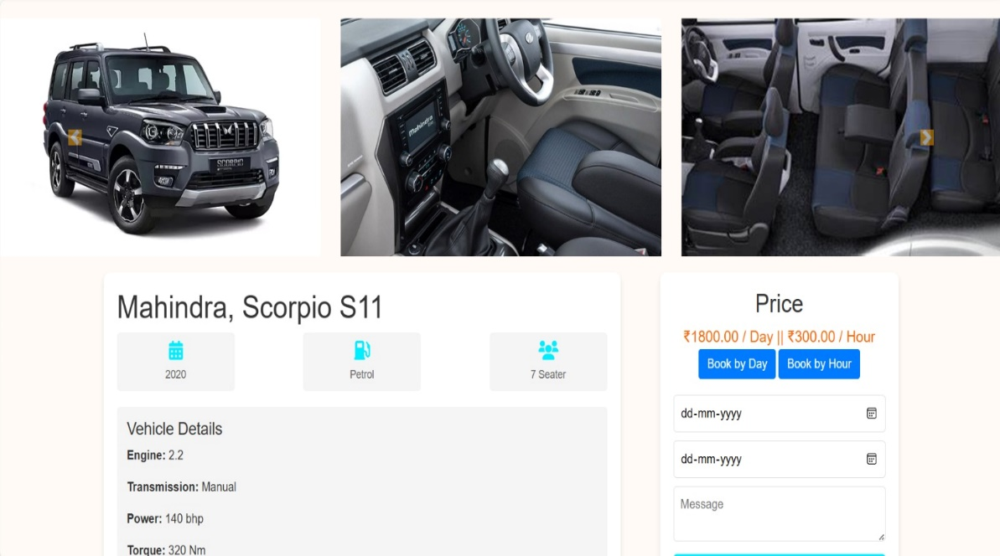 SCORPIO
Mahindra
Mahindra, Scorpio S11
2020
Petrol
7 Seater
Vehicle Details
Engine: 2.2
Transmission: Manual
Power: 140 bhp
Torque: 320 Nm
Price
₹1800.00 / Day || ₹300.00 / Hour
Book by Day
Book by Hour
dd-mm-yyyy
dd-mm-yyyy
Message